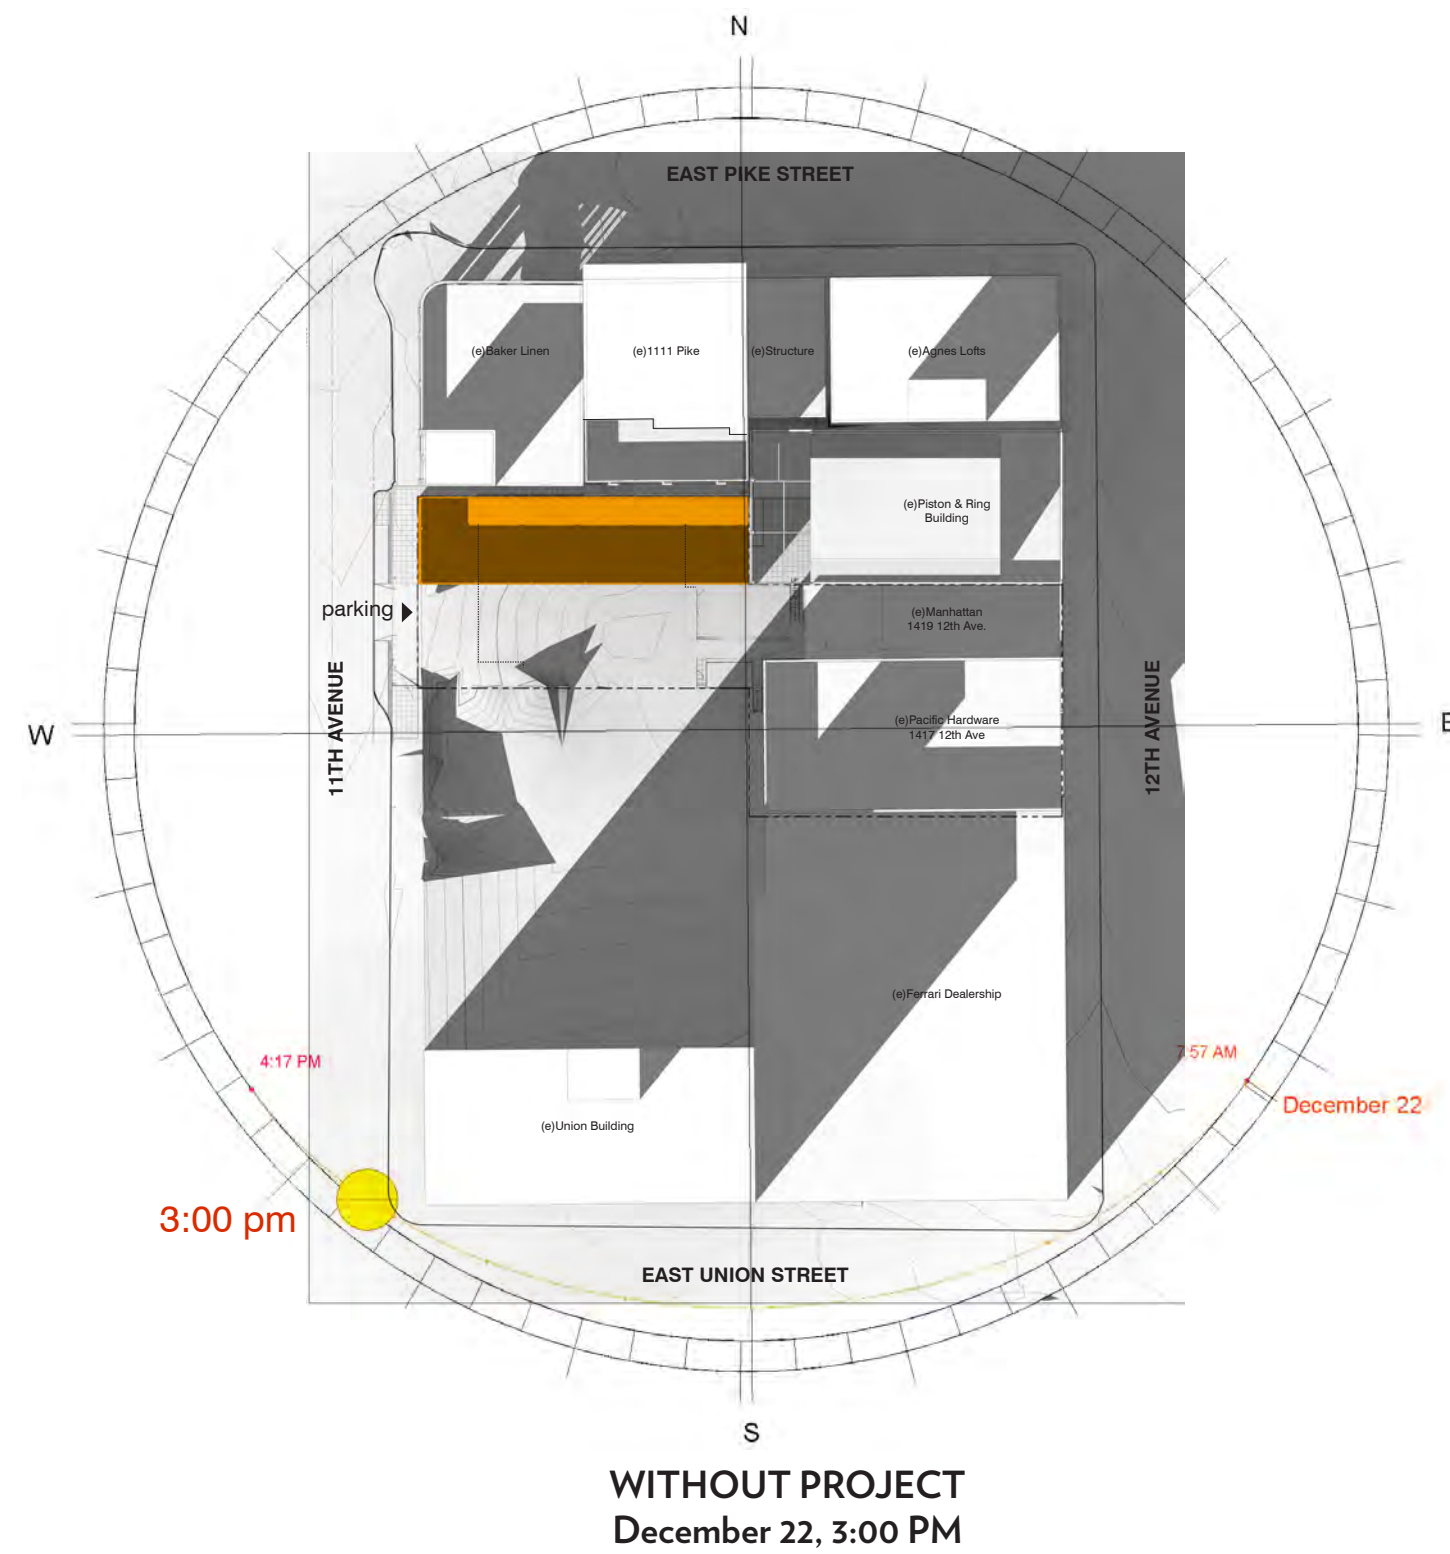 N
EAST PIKE STREET
(e)Baker Linen
(e)1111 Pike
(e)Structure
(e)Agnes Lofts
(e)Piston & Ring
Building
parking
(e)Manhattan
1419 12th Ave.
11TH AVENUE
12TH AVENUE
W
(e)Pacific Hardware
1417 12th Ave
E
(e)Ferrari Dealership
4:17 PM
7:57 AM
December 22
(e)Union Building
3:00 pm
EAST UNION STREET
S
WITHOUT PROJECT
December 22, 3:00 PM